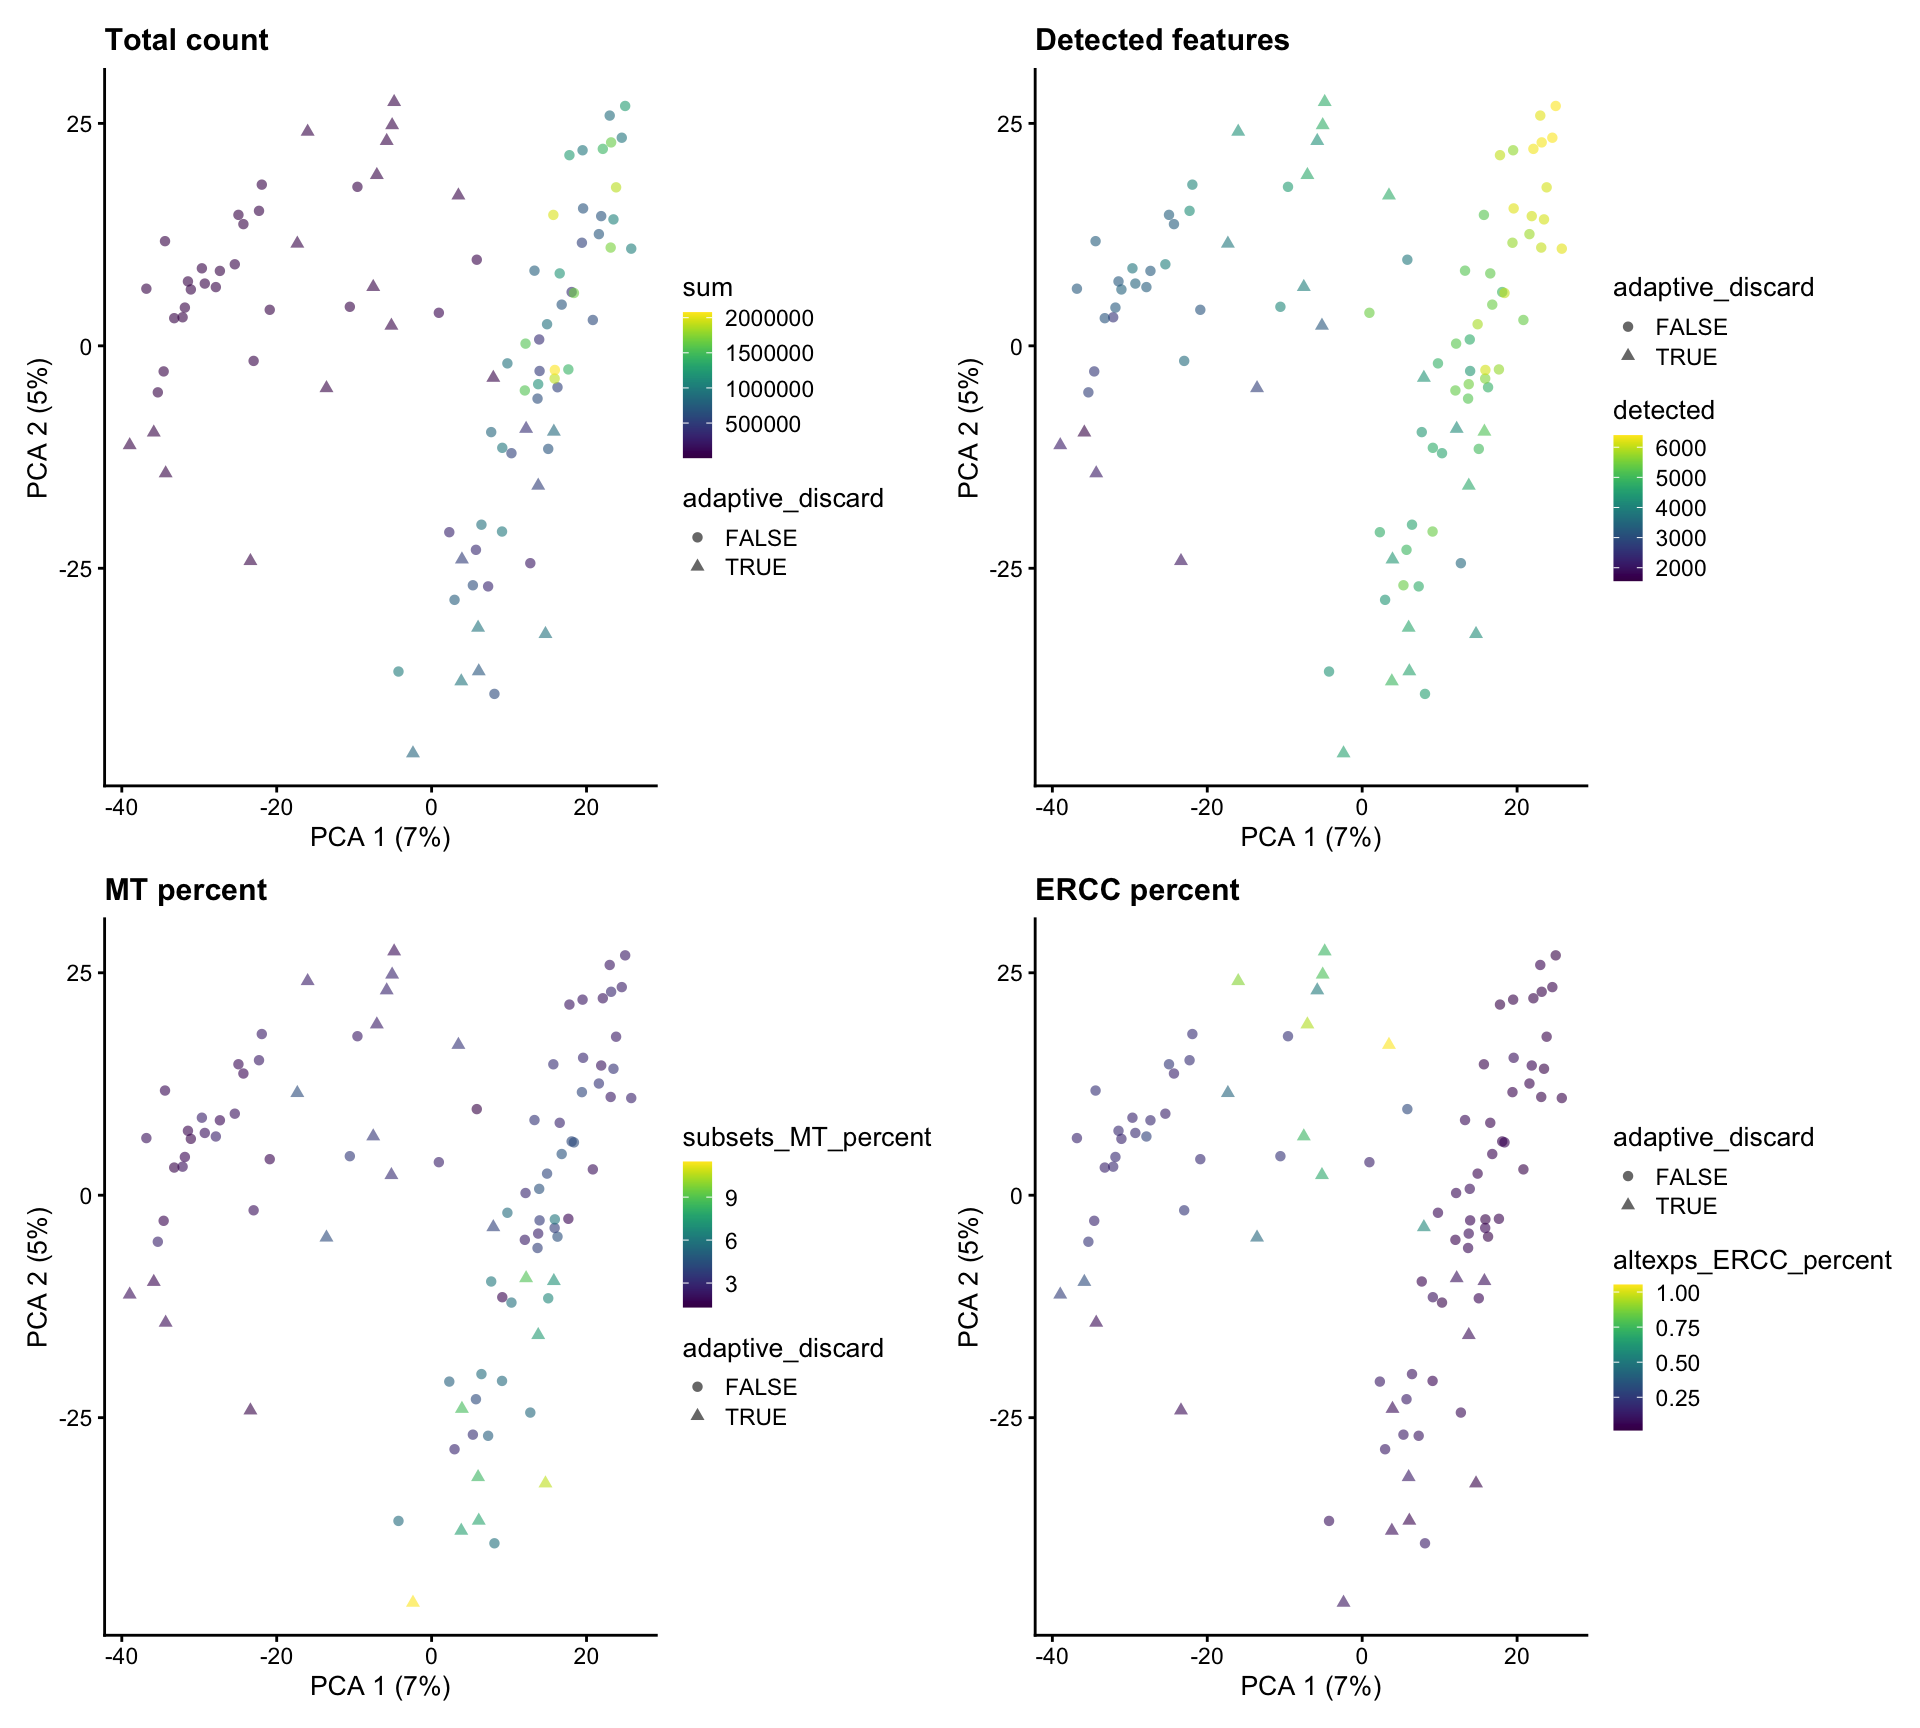 Total count
25
0
-25
-40
-20
0
20
PCA 1 (7%)
PCA 2 (5%)
sum
2000000
1500000
1000000
500000
adaptive_discard
FALSE
TRUE
Detected features
25
0
-25
-40
-20
0
20
PCA 1 (7%)
PCA 2 (5%)
adaptive_discard
FALSE
TRUE
detected
6000
5000
4000
3000
2000
MT percent
25
0
-25
-40
-20
0
20
PCA 1 (7%)
PCA 2 (5%)
subsets_MT_percent
9
6
3
adaptive_discard
FALSE
TRUE
ERCC percent
25
0
-25
-40
-20
0
20
PCA 1 (7%)
PCA 2 (5%)
adaptive_discard
FALSE
TRUE
altexps_ERCC_percent
1.00
0.75
0.50
0.25